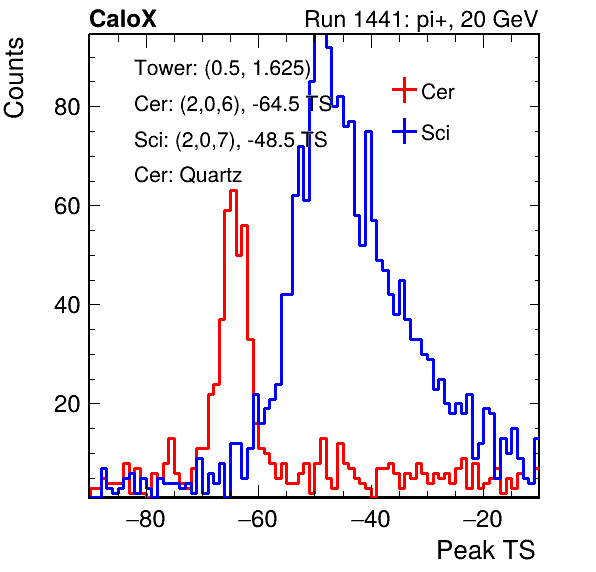 CaloX Run 1441: pi+, 20 GeV
Counts
Tower: (0.5, 1.625)
Cer: (2,0,6), -64.5 TS
Sci: (2,0,7), -48.5 TS
Cer: Quartz
Cer
Sci
80
60
40
20
−80 −60 −40 −20
Peak TS